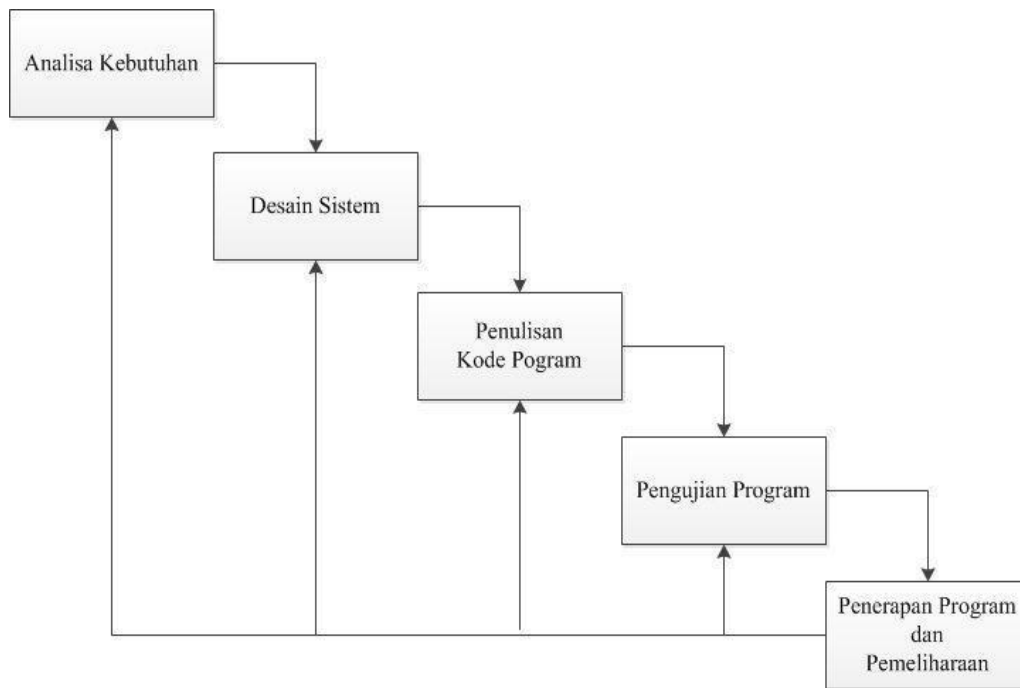 Analisa Kebutuhan
Desain Sistem
Penulisan
Kode Pogram
Pengujian Program
Penerapan Program
dan
Pemeliharaan